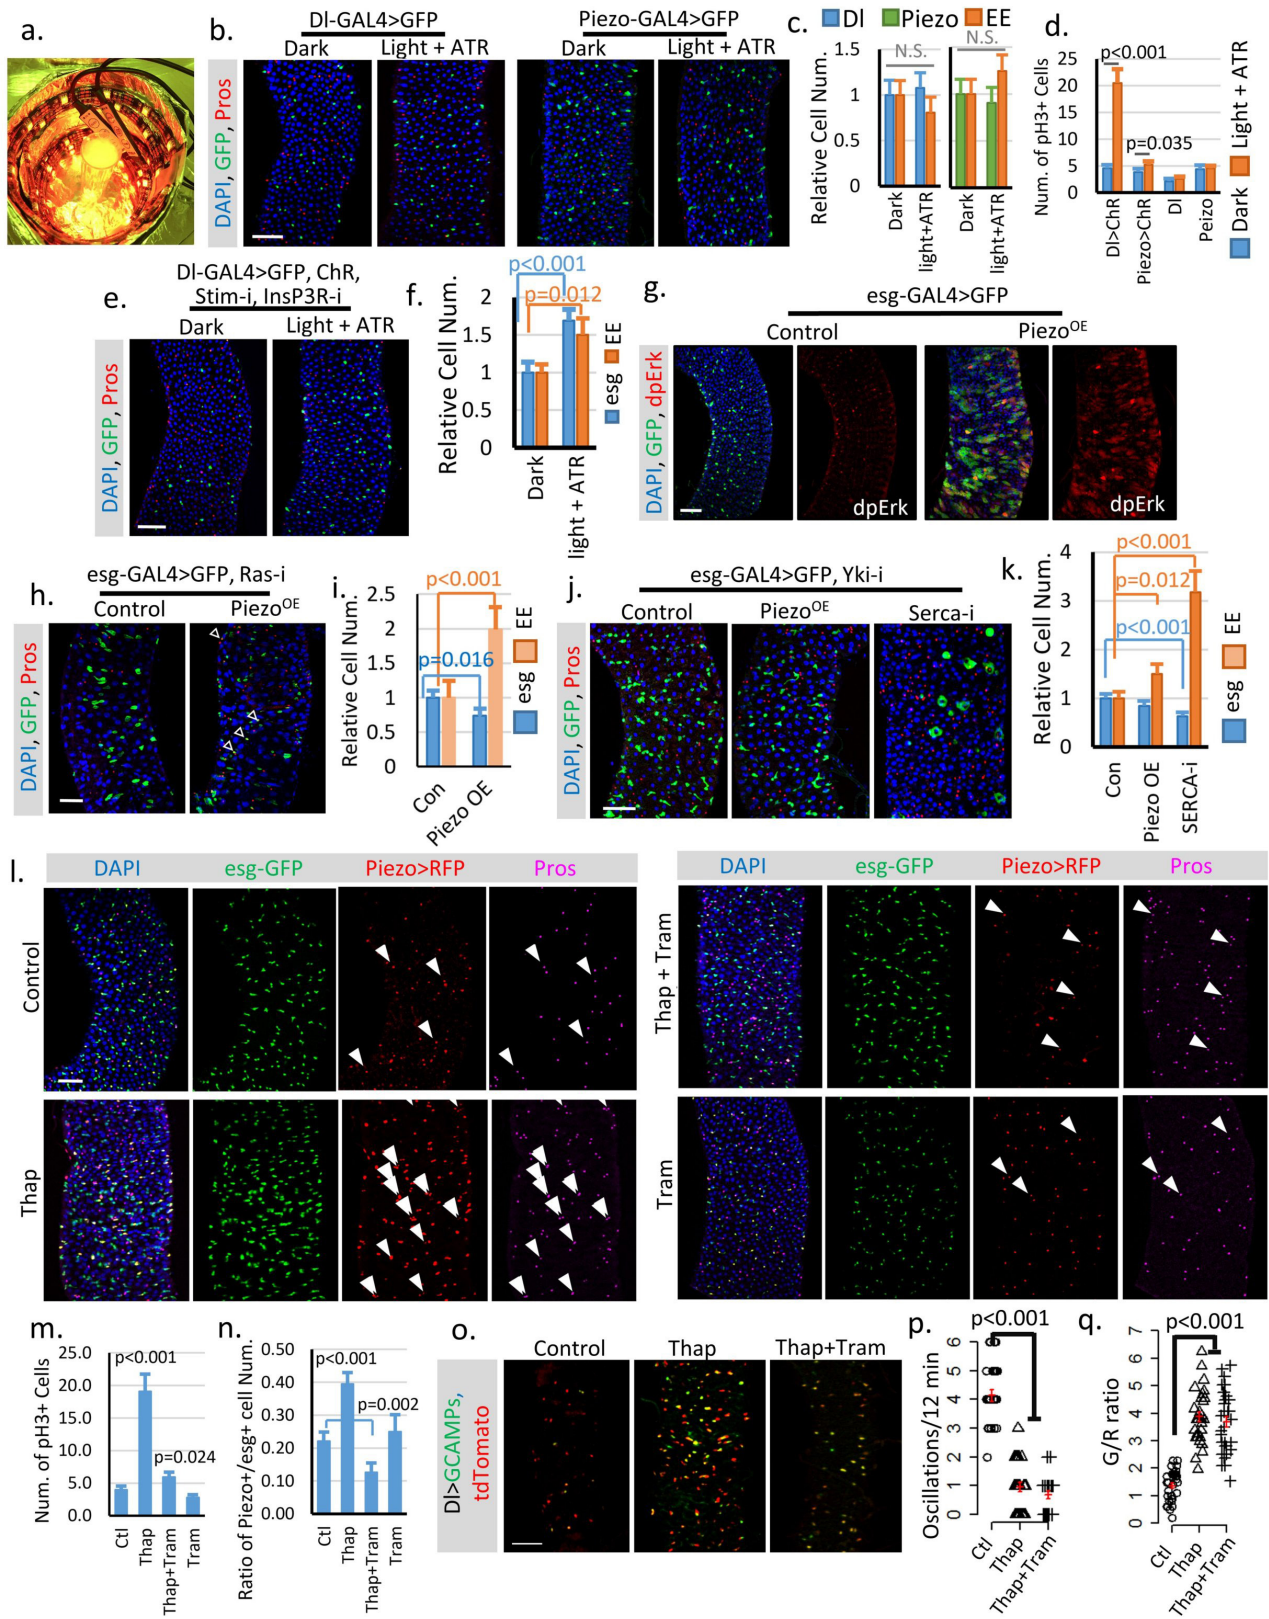 a.
b.
Dl-GAL4>GFP
Dark
Light + ATR
Piezo-GAL4>GFP
Dark
Light + ATR
DAPI, GFP, Pros
c.
Dl
Piezo
EE
Relative Cell Num.
1.5
1
0.5
0
N.S.
N.S.
Dark
light+ATR
Dark
light+ATR
d.
p<0.001
p=0.035
Num. of pH3+ Cells
25
20
15
10
5
0
Dl>ChR
Piezo>ChR
Dl
Peizo
Dark
Light + ATR
e.
Dl-GAL4>GFP, ChR,
Stim-i, InsP3R-i
Dark
Light + ATR
DAPI, GFP, Pros
f.
p<0.001
p=0.012
Relative Cell Num.
2
1.5
1
0.5
0
Dark
light + ATR
esg
EE
g.
esg-GAL4>GFP
Control
PiezoOE
DAPI, GFP, dpErk
dpErk
dpErk
h.
esg-GAL4>GFP, Ras-i
Control
PiezoOE
DAPI, GFP, Pros
i.
p<0.001
p=0.016
Relative Cell Num.
2.5
2
1.5
1
0.5
0
Con
Piezo OE
esg
EE
j.
esg-GAL4>GFP, Yki-i
Control
PiezoOE
Serca-i
DAPI, GFP, Pros
k.
p<0.001
p=0.012
p<0.001
Relative Cell Num.
4
3
2
1
0
Con
Piezo OE
SERCA-i
esg
EE
l.
DAPI
esg-GFP
Piezo>RFP
Pros
DAPI
esg-GFP
Piezo>RFP
Pros
Control
Thap + Tram
Thap
Tram
m.
Num. of pH3+ Cells
25.0
20.0
15.0
10.0
5.0
0.0
p<0.001
p=0.024
Ctl
Thap
Thap+Tram
Tram
n.
Ratio of Piezo+/esg+ cell Num.
0.50
0.40
0.30
0.20
0.10
0.00
p<0.001
p=0.002
Ctl
Thap
Thap+Tram
Tram
o.
Control
Thap
Thap+Tram
Dl>GCAMPs,
tdTomato
p.
p<0.001
Oscillations/12 min
6
5
4
3
2
1
0
Ctl
Thap
Thap+Tram
q.
p<0.001
G/R ratio
7
6
5
4
3
2
1
0
Ctl
Thap
Thap+Tram